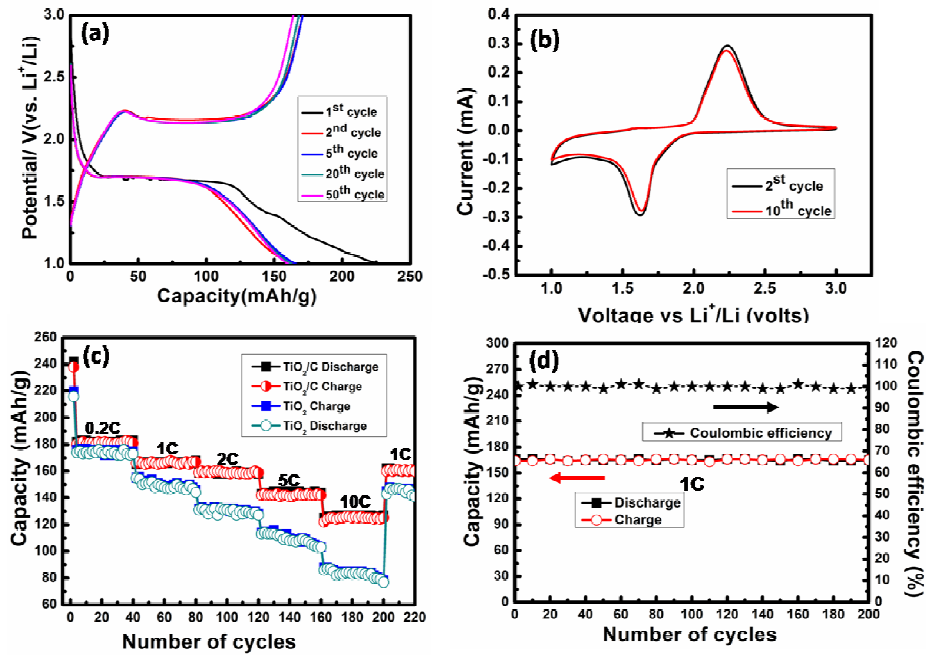 (a)
3.0
2.5
2.0
1.5
1.0
Potential/ V(vs. Li⁺/Li)
1ˢᵗ cycle
2ⁿᵈ cycle
5ᵗʰ cycle
20ᵗʰ cycle
50ᵗʰ cycle
0 50 100 150 200 250
Capacity(mAh/g)
(b)
0.4
0.3
0.2
0.1
0.0
-0.1
-0.2
-0.3
-0.4
-0.5
Current (mA)
2ˢᵗ cycle
10ᵗʰ cycle
1.0 1.5 2.0 2.5 3.0
Voltage vs Li⁺/Li (volts)
(c)
260
240
220
200
180
160
140
120
100
80
60
Capacity (mAh/g)
TiO₂/C Discharge
TiO₂/C Charge
TiO₂ Charge
TiO₂ Discharge
0.2C
1C
2C
5C
10C
1C
0 20 40 60 80 100 120 140 160 180 200 220
Number of cycles
(d)
300
270
240
210
180
150
120
90
60
30
0
Capacity (mAh/g)
Coulombic efficiency
1C
Discharge
Charge
120
110
100
90
80
70
60
50
40
30
20
10
0
Coulombic efficiency (%)
0 20 40 60 80 100 120 140 160 180 200
Number of cycles